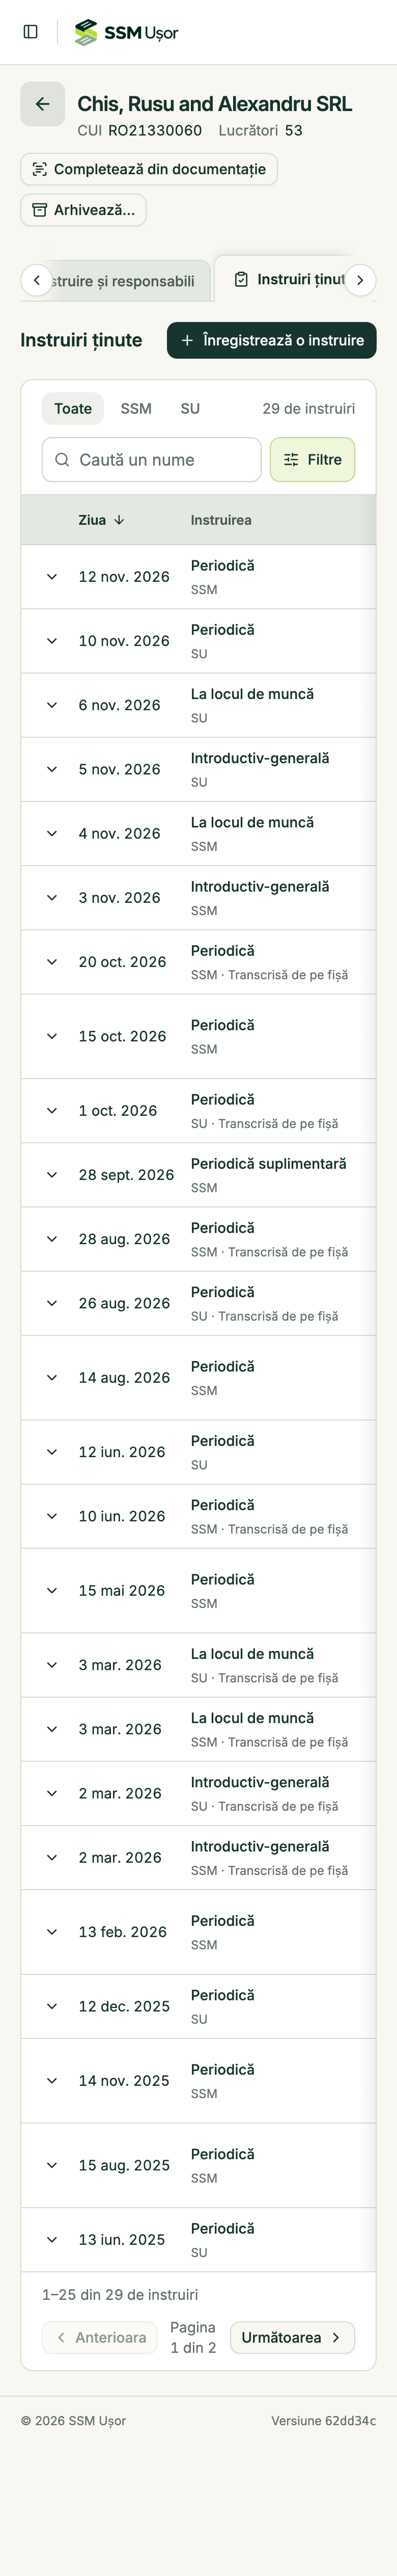 SSM Ușor
Chis, Rusu and Alexandru SRL
CUI RO21330060 Lucrători 53
Completează din documentație
Arhivează...
struire și responsabili
Instruiri ținut
Instruiri ținute
Înregistrează o instruire
Toate SSM SU 29 de instruiri
Caută un nume
Filtre
Ziua Instruirea
12 nov. 2026
Periodică
SSM
10 nov. 2026
Periodică
SU
6 nov. 2026
La locul de muncă
SU
5 nov. 2026
Introductiv-generală
SU
4 nov. 2026
La locul de muncă
SSM
3 nov. 2026
Introductiv-generală
SSM
20 oct. 2026
Periodică
SSM · Transcrisă de pe fișă
15 oct. 2026
Periodică
SSM
1 oct. 2026
Periodică
SU · Transcrisă de pe fișă
28 sept. 2026
Periodică suplimentară
SSM
28 aug. 2026
Periodică
SSM · Transcrisă de pe fișă
26 aug. 2026
Periodică
SU · Transcrisă de pe fișă
14 aug. 2026
Periodică
SSM
12 iun. 2026
Periodică
SU
10 iun. 2026
Periodică
SSM · Transcrisă de pe fișă
15 mai 2026
Periodică
SSM
3 mar. 2026
La locul de muncă
SU · Transcrisă de pe fișă
3 mar. 2026
La locul de muncă
SSM · Transcrisă de pe fișă
2 mar. 2026
Introductiv-generală
SU · Transcrisă de pe fișă
2 mar. 2026
Introductiv-generală
SSM · Transcrisă de pe fișă
13 feb. 2026
Periodică
SSM
12 dec. 2025
Periodică
SU
14 nov. 2025
Periodică
SSM
15 aug. 2025
Periodică
SSM
13 iun. 2025
Periodică
SU
1–25 din 29 de instruiri
Anterioara
Pagina
1 din 2
Următoarea
© 2026 SSM Ușor
Versiune 62dd34c